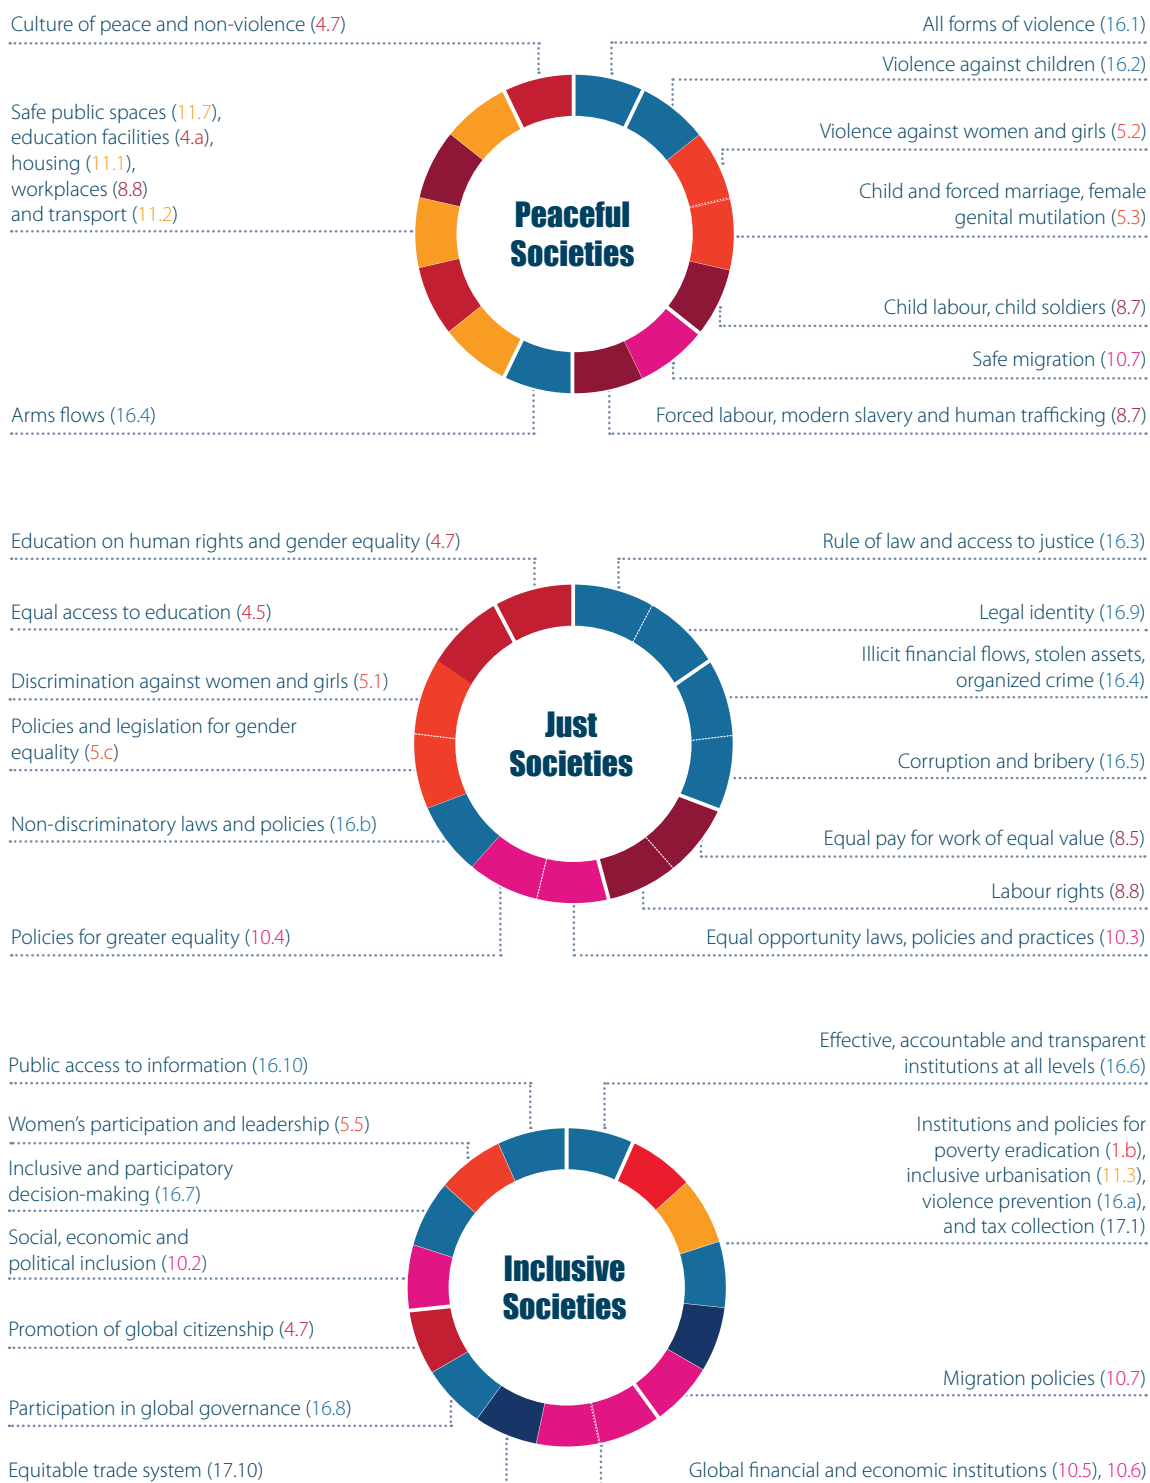 Culture of peace and non-violence (4.7)
All forms of violence (16.1)
Violence against children (16.2)
Safe public spaces (11.7),
education facilities (4.a),
housing (11.1),
workplaces (8.8)
and transport (11.2)
Violence against women and girls (5.2)
Child and forced marriage, female
genital mutilation (5.3)
Peaceful
Societies
Child labour, child soldiers (8.7)
Safe migration (10.7)
Arms flows (16.4)
Forced labour, modern slavery and human trafficking (8.7)
Education on human rights and gender equality (4.7)
Rule of law and access to justice (16.3)
Equal access to education (4.5)
Legal identity (16.9)
Illicit financial flows, stolen assets,
organized crime (16.4)
Discrimination against women and girls (5.1)
Policies and legislation for gender
equality (5.c)
Just
Societies
Corruption and bribery (16.5)
Non-discriminatory laws and policies (16.b)
Equal pay for work of equal value (8.5)
Labour rights (8.8)
Policies for greater equality (10.4)
Equal opportunity laws, policies and practices (10.3)
Effective, accountable and transparent
institutions at all levels (16.6)
Public access to information (16.10)
Women's participation and leadership (5.5)
Institutions and policies for
poverty eradication (1.b),
inclusive urbanisation (11.3),
violence prevention (16.a),
and tax collection (17.1)
Inclusive and participatory
decision-making (16.7)
Social, economic and
political inclusion (10.2)
Inclusive
Societies
Promotion of global citizenship (4.7)
Migration policies (10.7)
Participation in global governance (16.8)
Equitable trade system (17.10)
Global financial and economic institutions (10.5), 10.6)